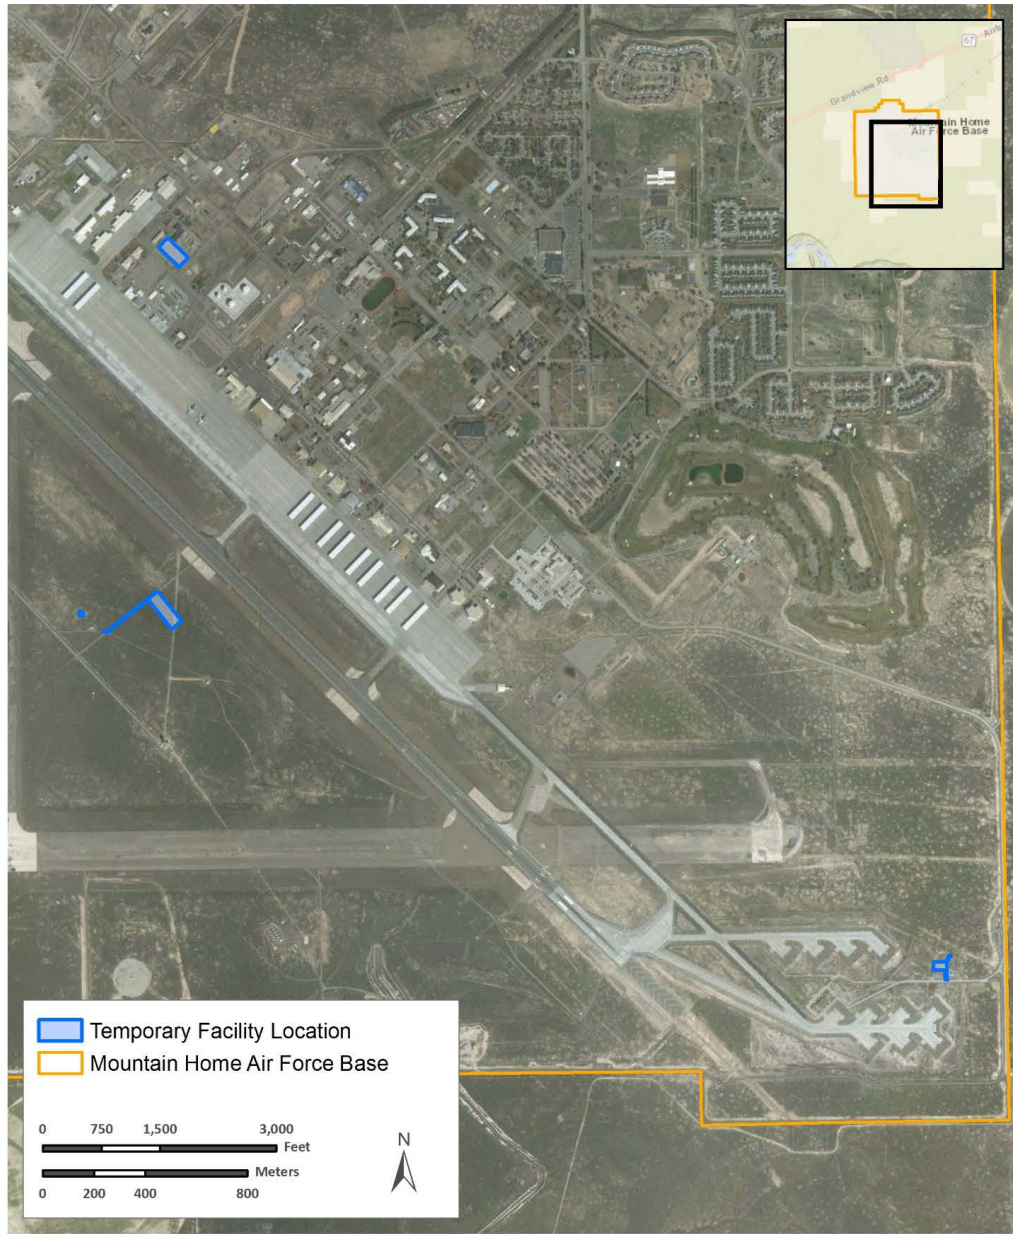 67
Airb
Grandview Rd
Mountain Home
Air Force Base
Temporary Facility Location
Mountain Home Air Force Base
0 750 1,500 3,000
Feet
Meters
0 200 400 800
N